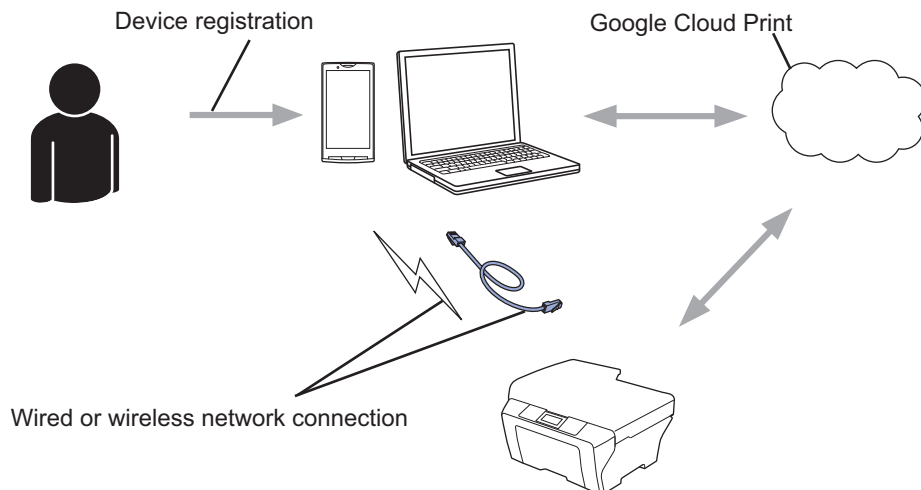 Device registration
Google Cloud Print
Wired or wireless network connection